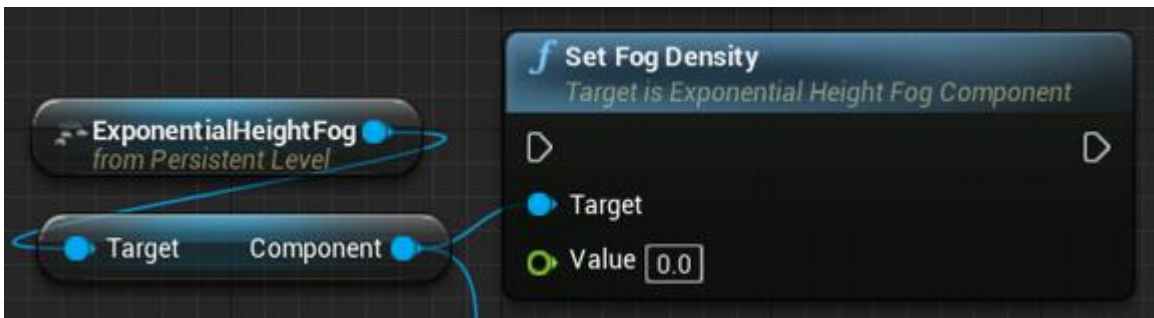 Set Fog Density
Target is Exponential Height Fog Component
ExponentialHeightFog
from Persistent Level
Target
Target Component
Value 0.0